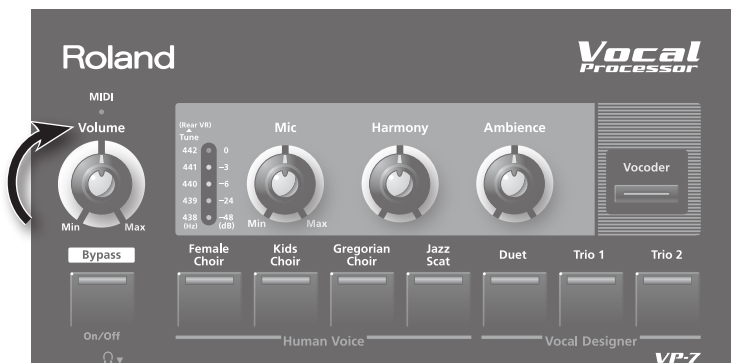 Roland
Vocal
Processor
MIDI
Volume
Min Max
(Rear VR)
Tune
442 0
441 -3
440 -6
439 -24
438 -48
(Hz) (dB)
Mic
Min Max
Harmony
Ambience
Vocoder
Bypass
On/Off
Female
Choir
Kids
Choir
Gregorian
Choir
Jazz
Scat
Duet
Trio 1
Trio 2
Human Voice
Vocal Designer
VP-7